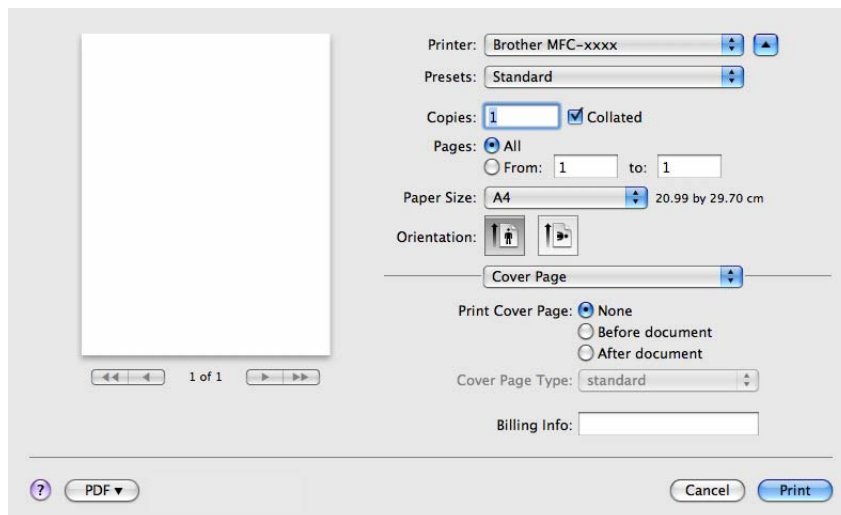 Printer: Brother MFC-xxxx
Presets: Standard
Copies: 1 Collated
Pages: All
From: 1 to: 1
Paper Size: A4 20.99 by 29.70 cm
Orientation:
Cover Page
Print Cover Page: None
Before document
After document
1 of 1
Cover Page Type: standard
Billing Info:
? PDF ▼ Cancel Print